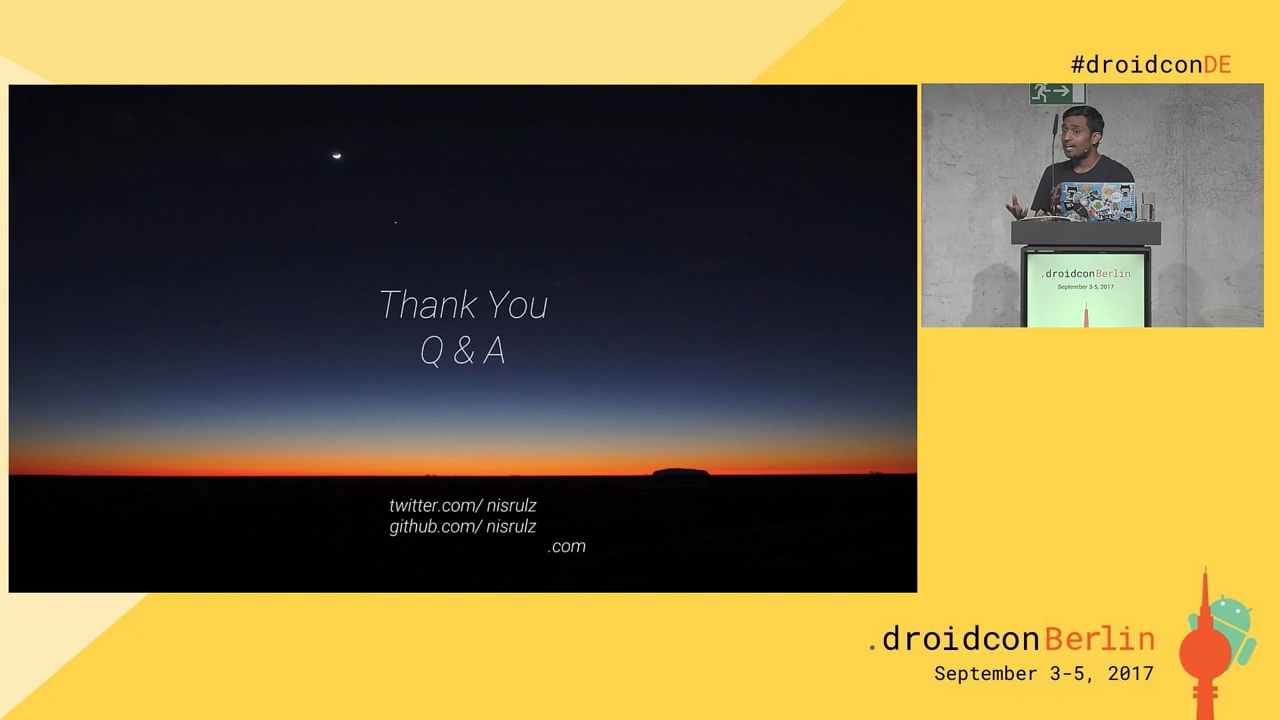 #droidconDE
Thank You
Q & A
twitter.com/ nisrulz
github.com/ nisrulz
.com
.droidconBerlin
September 3-5, 2017
.droidconBerlin
September 3-5, 2017